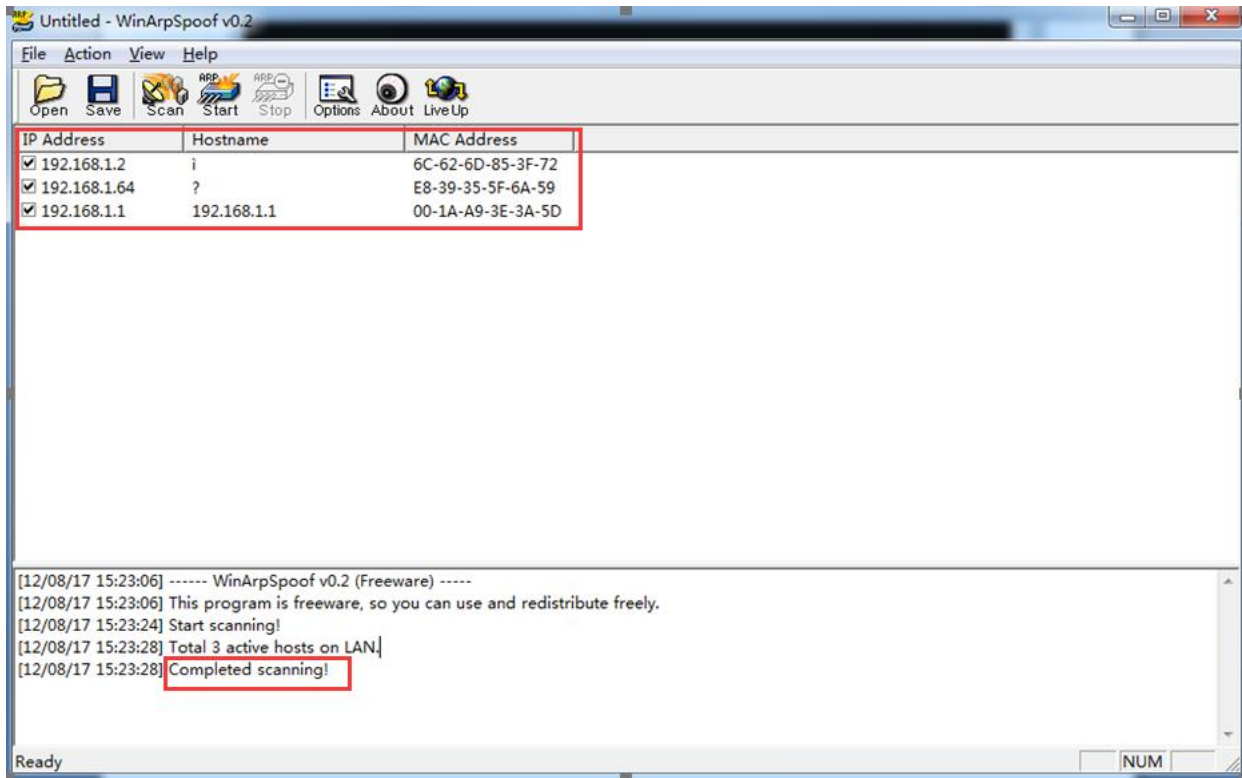 Untitled - WinArpSpoof v0.2
File Action View Help
ARP ARP
Open Save Scan Start Stop Options About LiveUp
IP Address Hostname MAC Address
192.168.1.2 ì 6C-62-6D-85-3F-72
192.168.1.64 ? E8-39-35-5F-6A-59
192.168.1.1 192.168.1.1 00-1A-A9-3E-3A-5D
[12/08/17 15:23:06] ------ WinArpSpoof v0.2 (Freeware) -----
[12/08/17 15:23:06] This program is freeware, so you can use and redistribute freely.
[12/08/17 15:23:24] Start scanning!
[12/08/17 15:23:28] Total 3 active hosts on LAN.
[12/08/17 15:23:28] Completed scanning!
Ready NUM